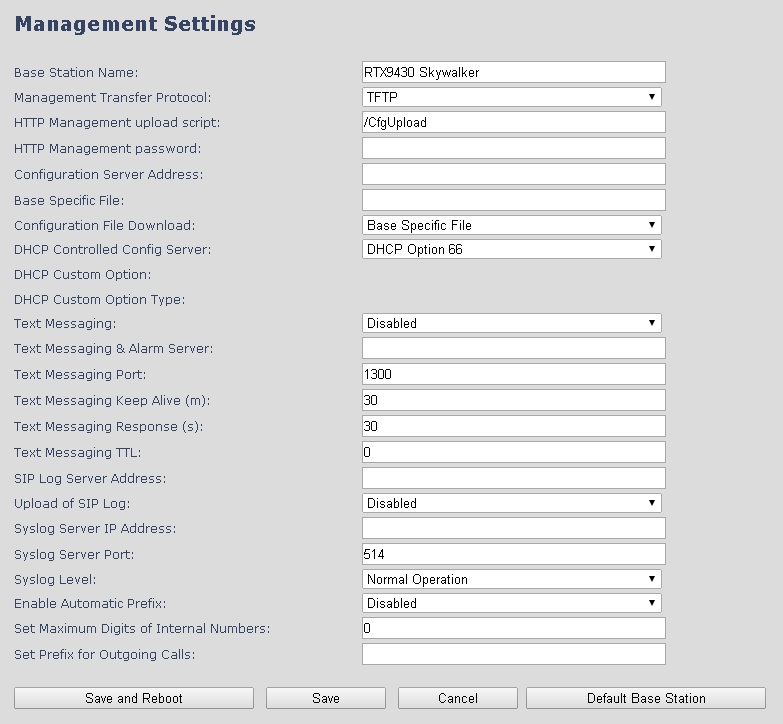 Management Settings
Base Station Name: RTX9430 Skywalker
Management Transfer Protocol: TFTP
HTTP Management upload script: /CfgUpload
HTTP Management password:
Configuration Server Address:
Base Specific File:
Configuration File Download: Base Specific File
DHCP Controlled Config Server: DHCP Option 66
DHCP Custom Option:
DHCP Custom Option Type:
Text Messaging: Disabled
Text Messaging & Alarm Server:
Text Messaging Port: 1300
Text Messaging Keep Alive (m): 30
Text Messaging Response (s): 30
Text Messaging TTL: 0
SIP Log Server Address:
Upload of SIP Log: Disabled
Syslog Server IP Address:
Syslog Server Port: 514
Syslog Level: Normal Operation
Enable Automatic Prefix: Disabled
Set Maximum Digits of Internal Numbers: 0
Set Prefix for Outgoing Calls:
Save and Reboot Save Cancel Default Base Station